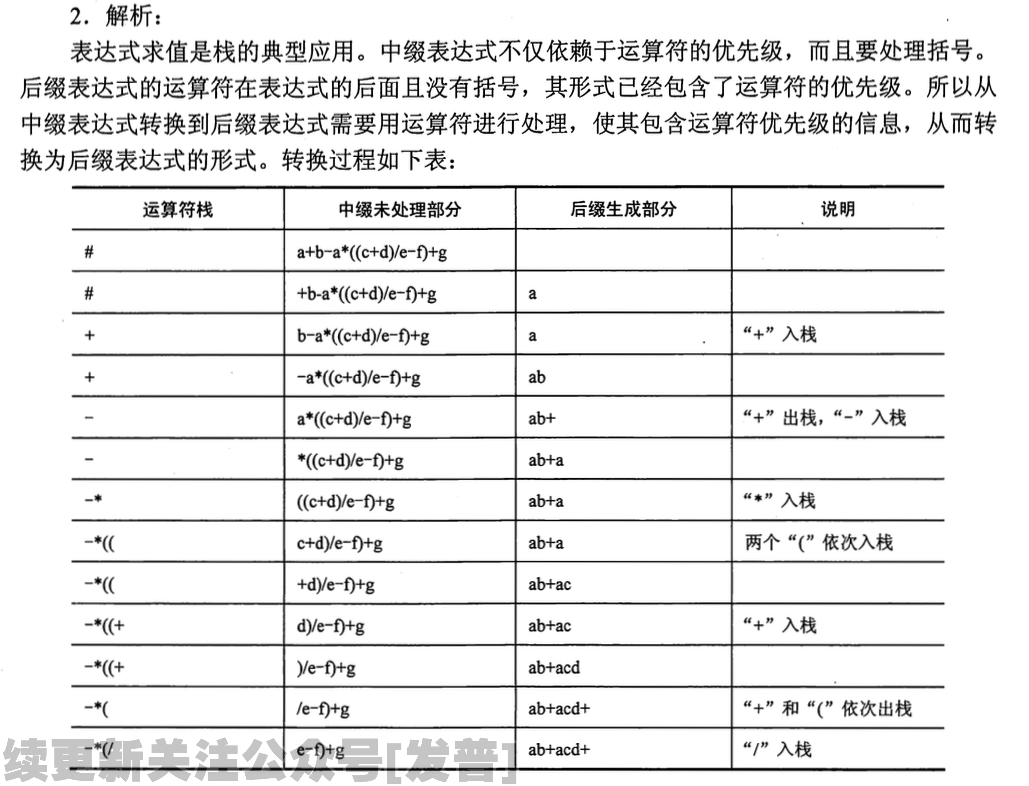 2. 解析：
表达式求值是栈的典型应用。中缀表达式不仅依赖于运算符的优先级，而且要处理括号。
后缀表达式的运算符在表达式的后面且没有括号，其形式已经包含了运算符的优先级。所以从
中缀表达式转换到后缀表达式需要用运算符进行处理，使其包含运算符优先级的信息，从而转
换为后缀表达式的形式。转换过程如下表：
运算符栈 中缀未处理部分 后缀生成部分 说明
# a+b-a*((c+d)/e-f)+g
# +b-a*((c+d)/e-f)+g a
+ b-a*((c+d)/e-f)+g a “+”入栈
+ -a*((c+d)/e-f)+g ab
- a*((c+d)/e-f)+g ab+ “+”出栈，“-”入栈
- *((c+d)/e-f)+g ab+a
-* ((c+d)/e-f)+g ab+a “*”入栈
-*(( c+d)/e-f)+g ab+a 两个“(”依次入栈
-*(( +d)/e-f)+g ab+ac
-*((+ d)/e-f)+g ab+ac “+”入栈
-*((+ )/e-f)+g ab+acd
-*( /e-f)+g ab+acd+ “+”和“(”依次出栈
-*(/ e-f)+g ab+acd+ “/”入栈
续更新关注公众号[发普]